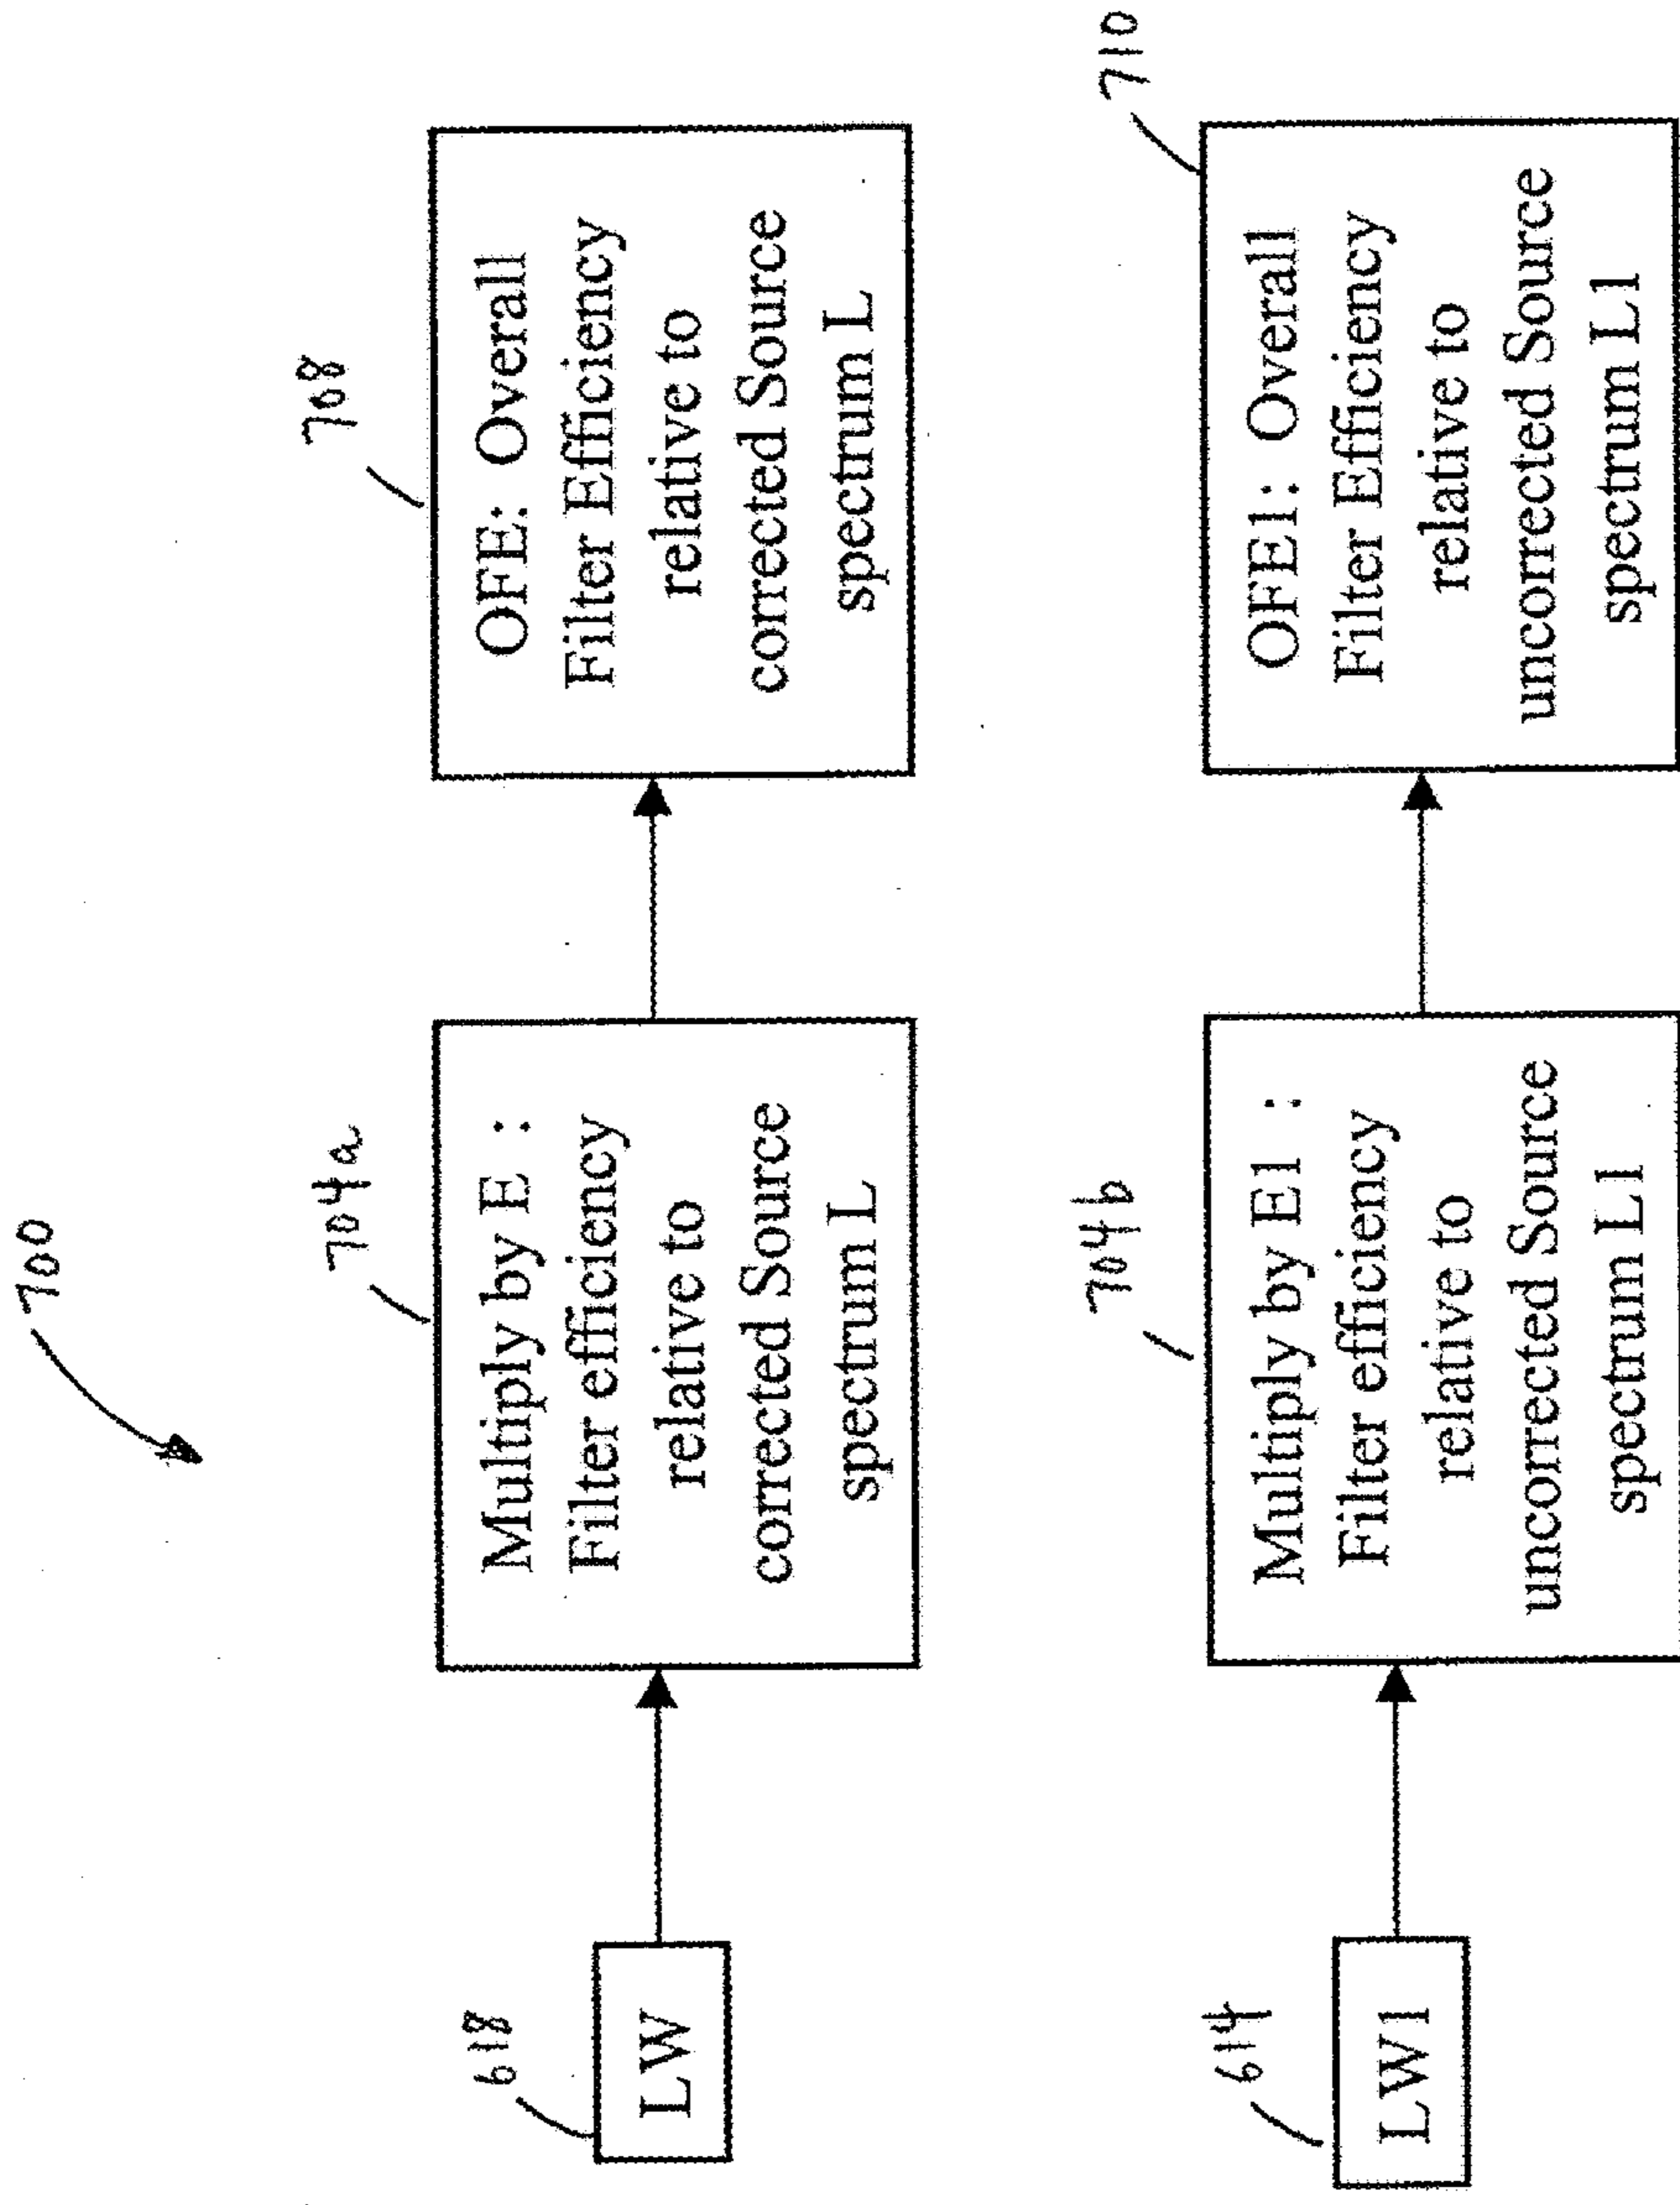 700
618
LW
704a
Multiply by E :
Filter efficiency
relative to
corrected Source
spectrum L
708
OFE: Overall
Filter Efficiency
relative to
corrected Source
spectrum L
614
LW1
704b
Multiply by E1 :
Filter efficiency
relative to
uncorrected Source
spectrum L1
710
OFE1: Overall
Filter Efficiency
relative to
uncorrected Source
spectrum L1